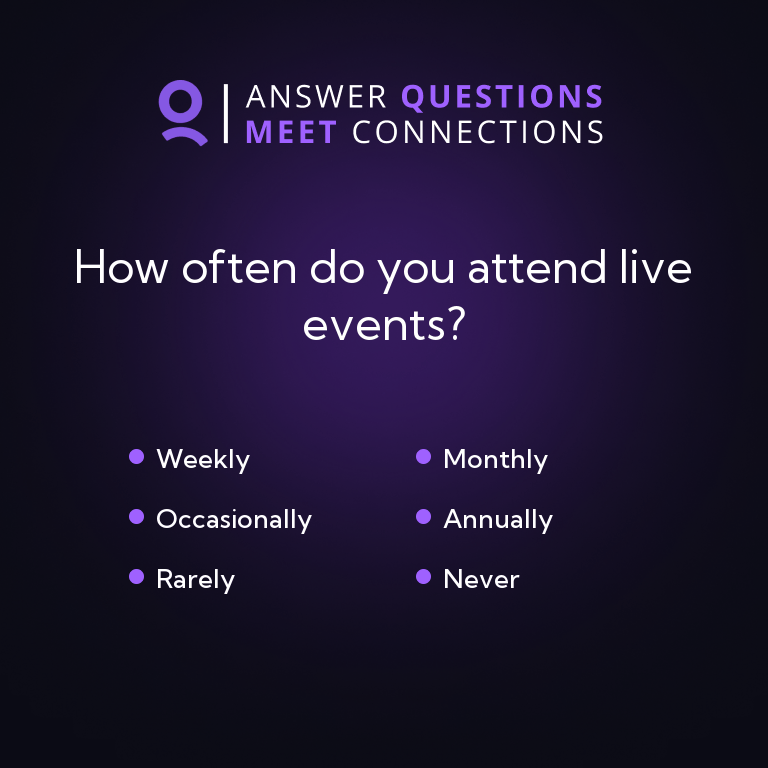 ANSWER QUESTIONS
MEET CONNECTIONS
How often do you attend live
events?
Weekly
Monthly
Occasionally
Annually
Rarely
Never